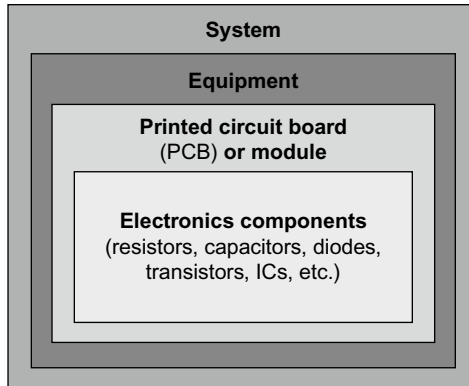 System
Equipment
Printed circuit board
(PCB) or module
Electronics components
(resistors, capacitors, diodes,
transistors, ICs, etc.)